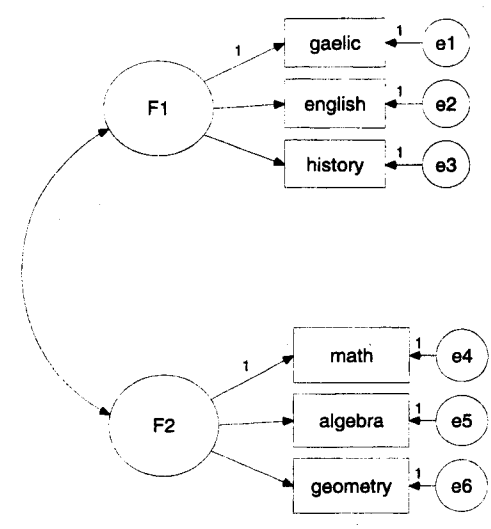 1 gaelic 1 e1
F1 english 1 e2
history 1 e3
1 math 1 e4
F2 algebra 1 e5
geometry 1 e6